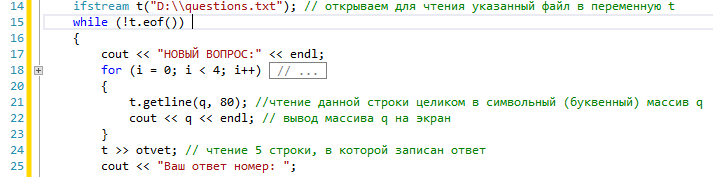 14 ifstream t("D:\\questions.txt"); // открываем для чтения указанный файл в переменную t
15 while (!t.eof())
16 {
17 cout << "НОВЫЙ ВОПРОС:" << endl;
18 for (i = 0; i < 4; i++) // ...
20 {
21 t.getline(q, 80); //чтение данной строки целиком в символьный (буквенный) массив q
22 cout << q << endl; // вывод массива q на экран
23 }
24 t >> otvet; // чтение 5 строки, в которой записан ответ
25 cout << "Ваш ответ номер: ";